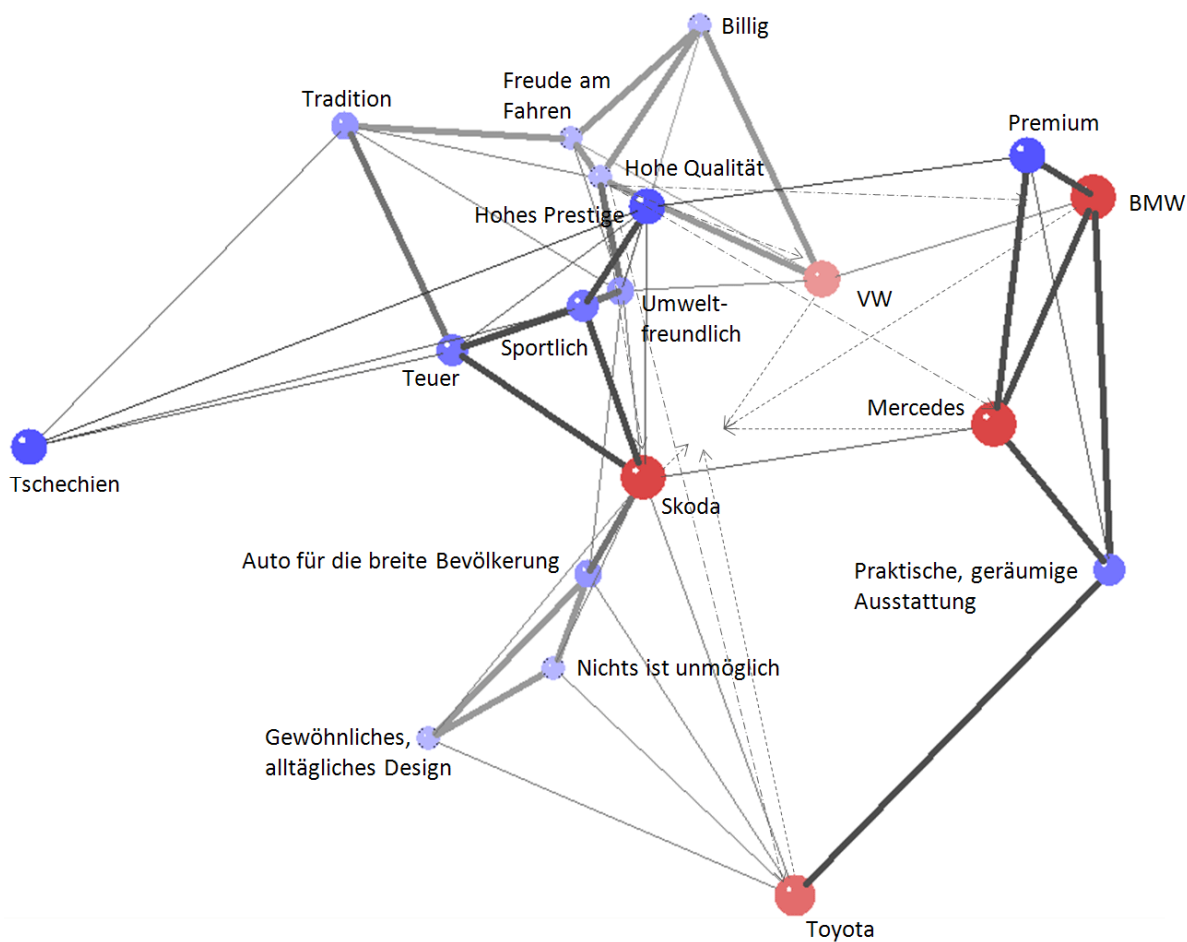 Billig
Freude am
Fahren
Tradition
Premium
Hohe Qualität
BMW
Hohes Prestige
VW
Umwelt-
freundlich
Sportlich
Teuer
Mercedes
Tschechien
Skoda
Auto für die breite Bevölkerung
Praktische, geräumige
Ausstattung
Nichts ist unmöglich
Gewöhnliches,
alltägliches Design
Toyota